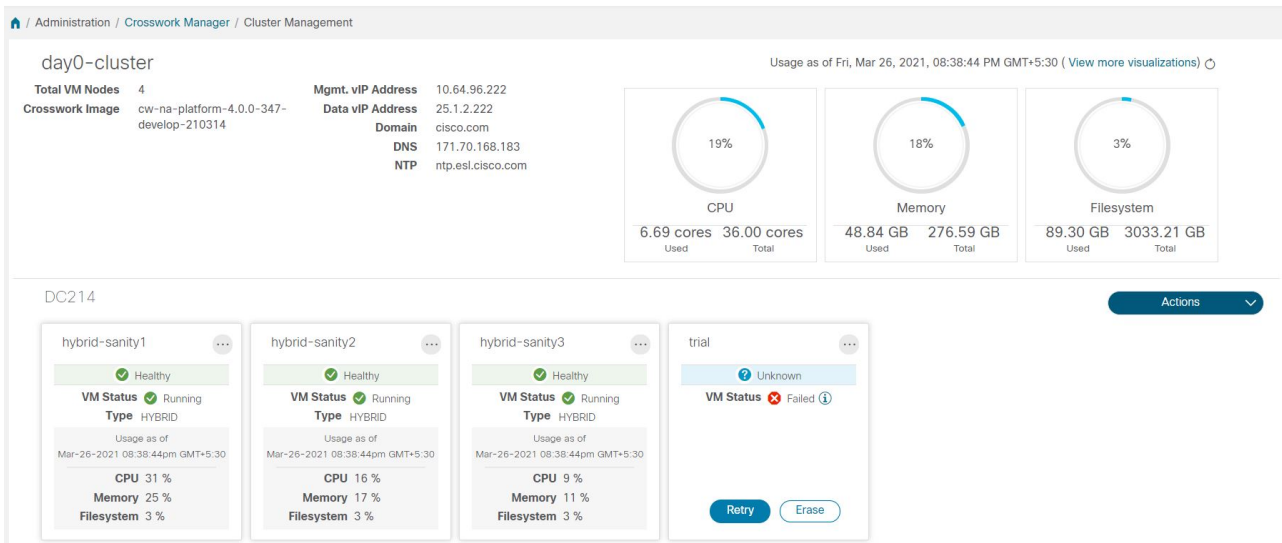 / Administration / Crosswork Manager / Cluster Management
day0-cluster
Usage as of Fri, Mar 26, 2021, 08:38:44 PM GMT+5:30 ( View more visualizations)
Total VM Nodes 4
Crosswork Image cw-na-platform-4.0.0-347-
develop-210314
Mgmt. vIP Address 10.64.96.222
Data vIP Address 25.1.2.222
Domain cisco.com
DNS 171.70.168.183
NTP ntp.esl.cisco.com
19%
CPU
6.69 cores 36.00 cores
Used Total
18%
Memory
48.84 GB 276.59 GB
Used Total
3%
Filesystem
89.30 GB 3033.21 GB
Used Total
DC214
Actions
hybrid-sanity1 ...
Healthy
VM Status Running
Type HYBRID
Usage as of
Mar-26-2021 08:38:44pm GMT+5:30
CPU 31 %
Memory 25 %
Filesystem 3 %
hybrid-sanity2 ...
Healthy
VM Status Running
Type HYBRID
Usage as of
Mar-26-2021 08:38:44pm GMT+5:30
CPU 16 %
Memory 17 %
Filesystem 3 %
hybrid-sanity3 ...
Healthy
VM Status Running
Type HYBRID
Usage as of
Mar-26-2021 08:38:44pm GMT+5:30
CPU 9 %
Memory 11 %
Filesystem 3 %
trial ...
Unknown
VM Status Failed
Retry Erase